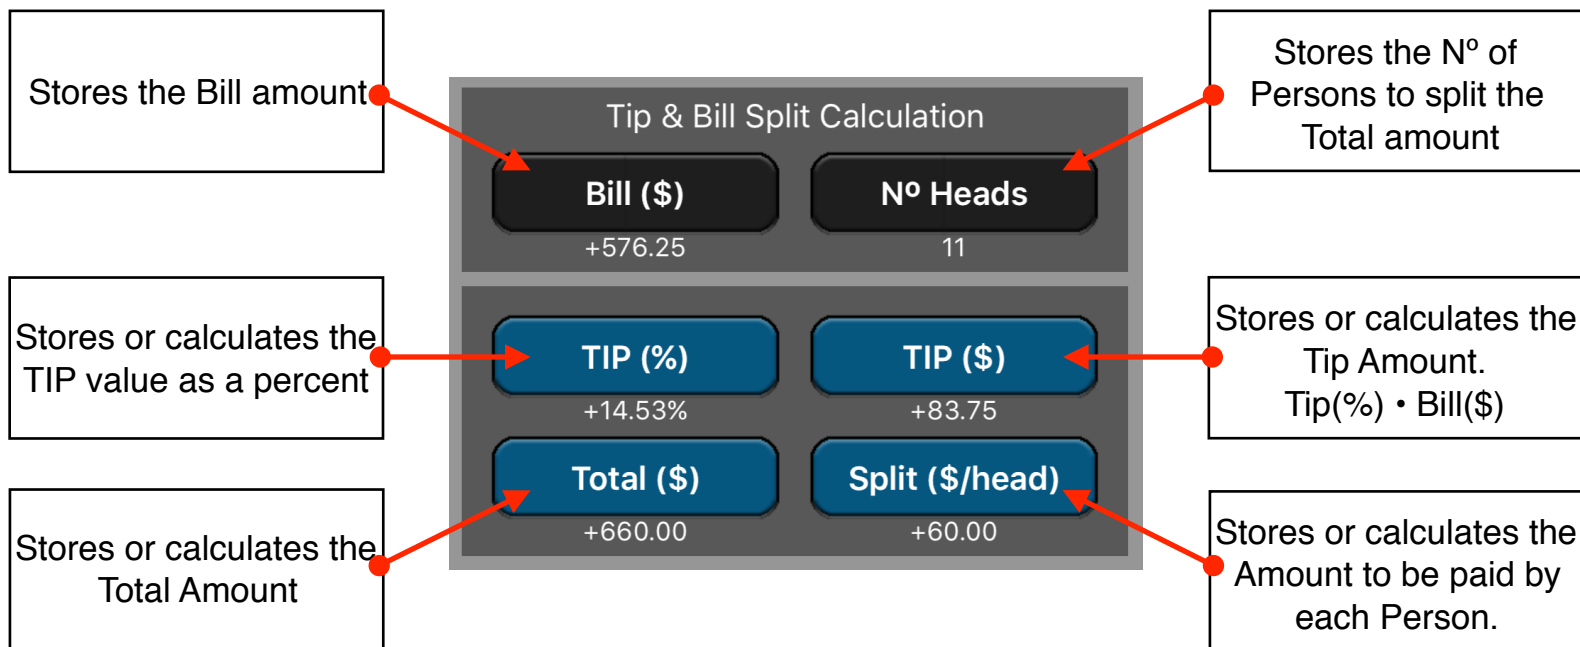 Stores the Bill amount
Stores the Nº of
Persons to split the
Total amount
Tip & Bill Split Calculation
Bill ($)
Nº Heads
+576.25
11
Stores or calculates the
TIP value as a percent
TIP (%)
TIP ($)
+14.53%
+83.75
Stores or calculates the
Tip Amount.
Tip(%) • Bill($)
Stores or calculates the
Total Amount
Total ($)
Split ($/head)
+660.00
+60.00
Stores or calculates the
Amount to be paid by
each Person.